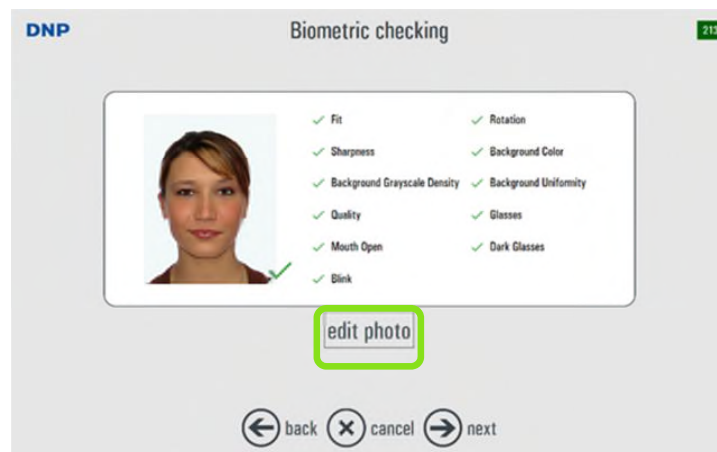 DNP
Biometric checking
213
Fit
Rotation
Sharpness
Background Color
Background Grayscale Density
Background Uniformity
Quality
Glasses
Mouth Open
Dark Glasses
Blink
edit photo
back
cancel
next